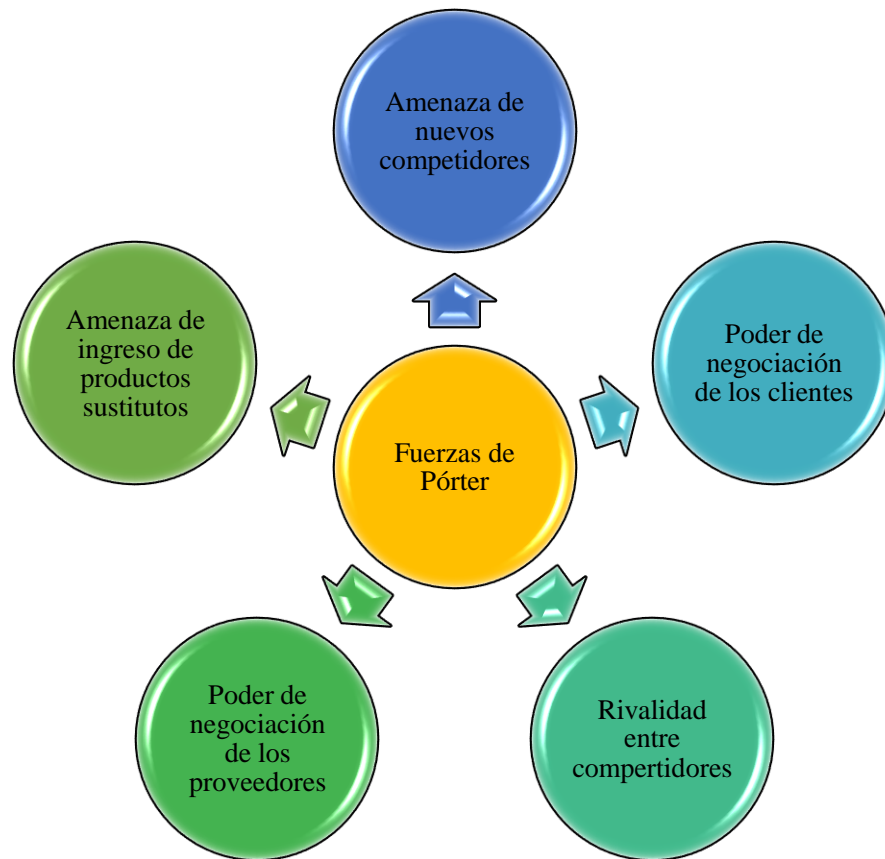 Amenaza de
nuevos
competidores
Amenaza de
ingreso de
productos
sustitutos
Poder de
negociación
de los clientes
Fuerzas de
Pórter
Poder de
negociación
de los
proveedores
Rivalidad
entre
compertidores